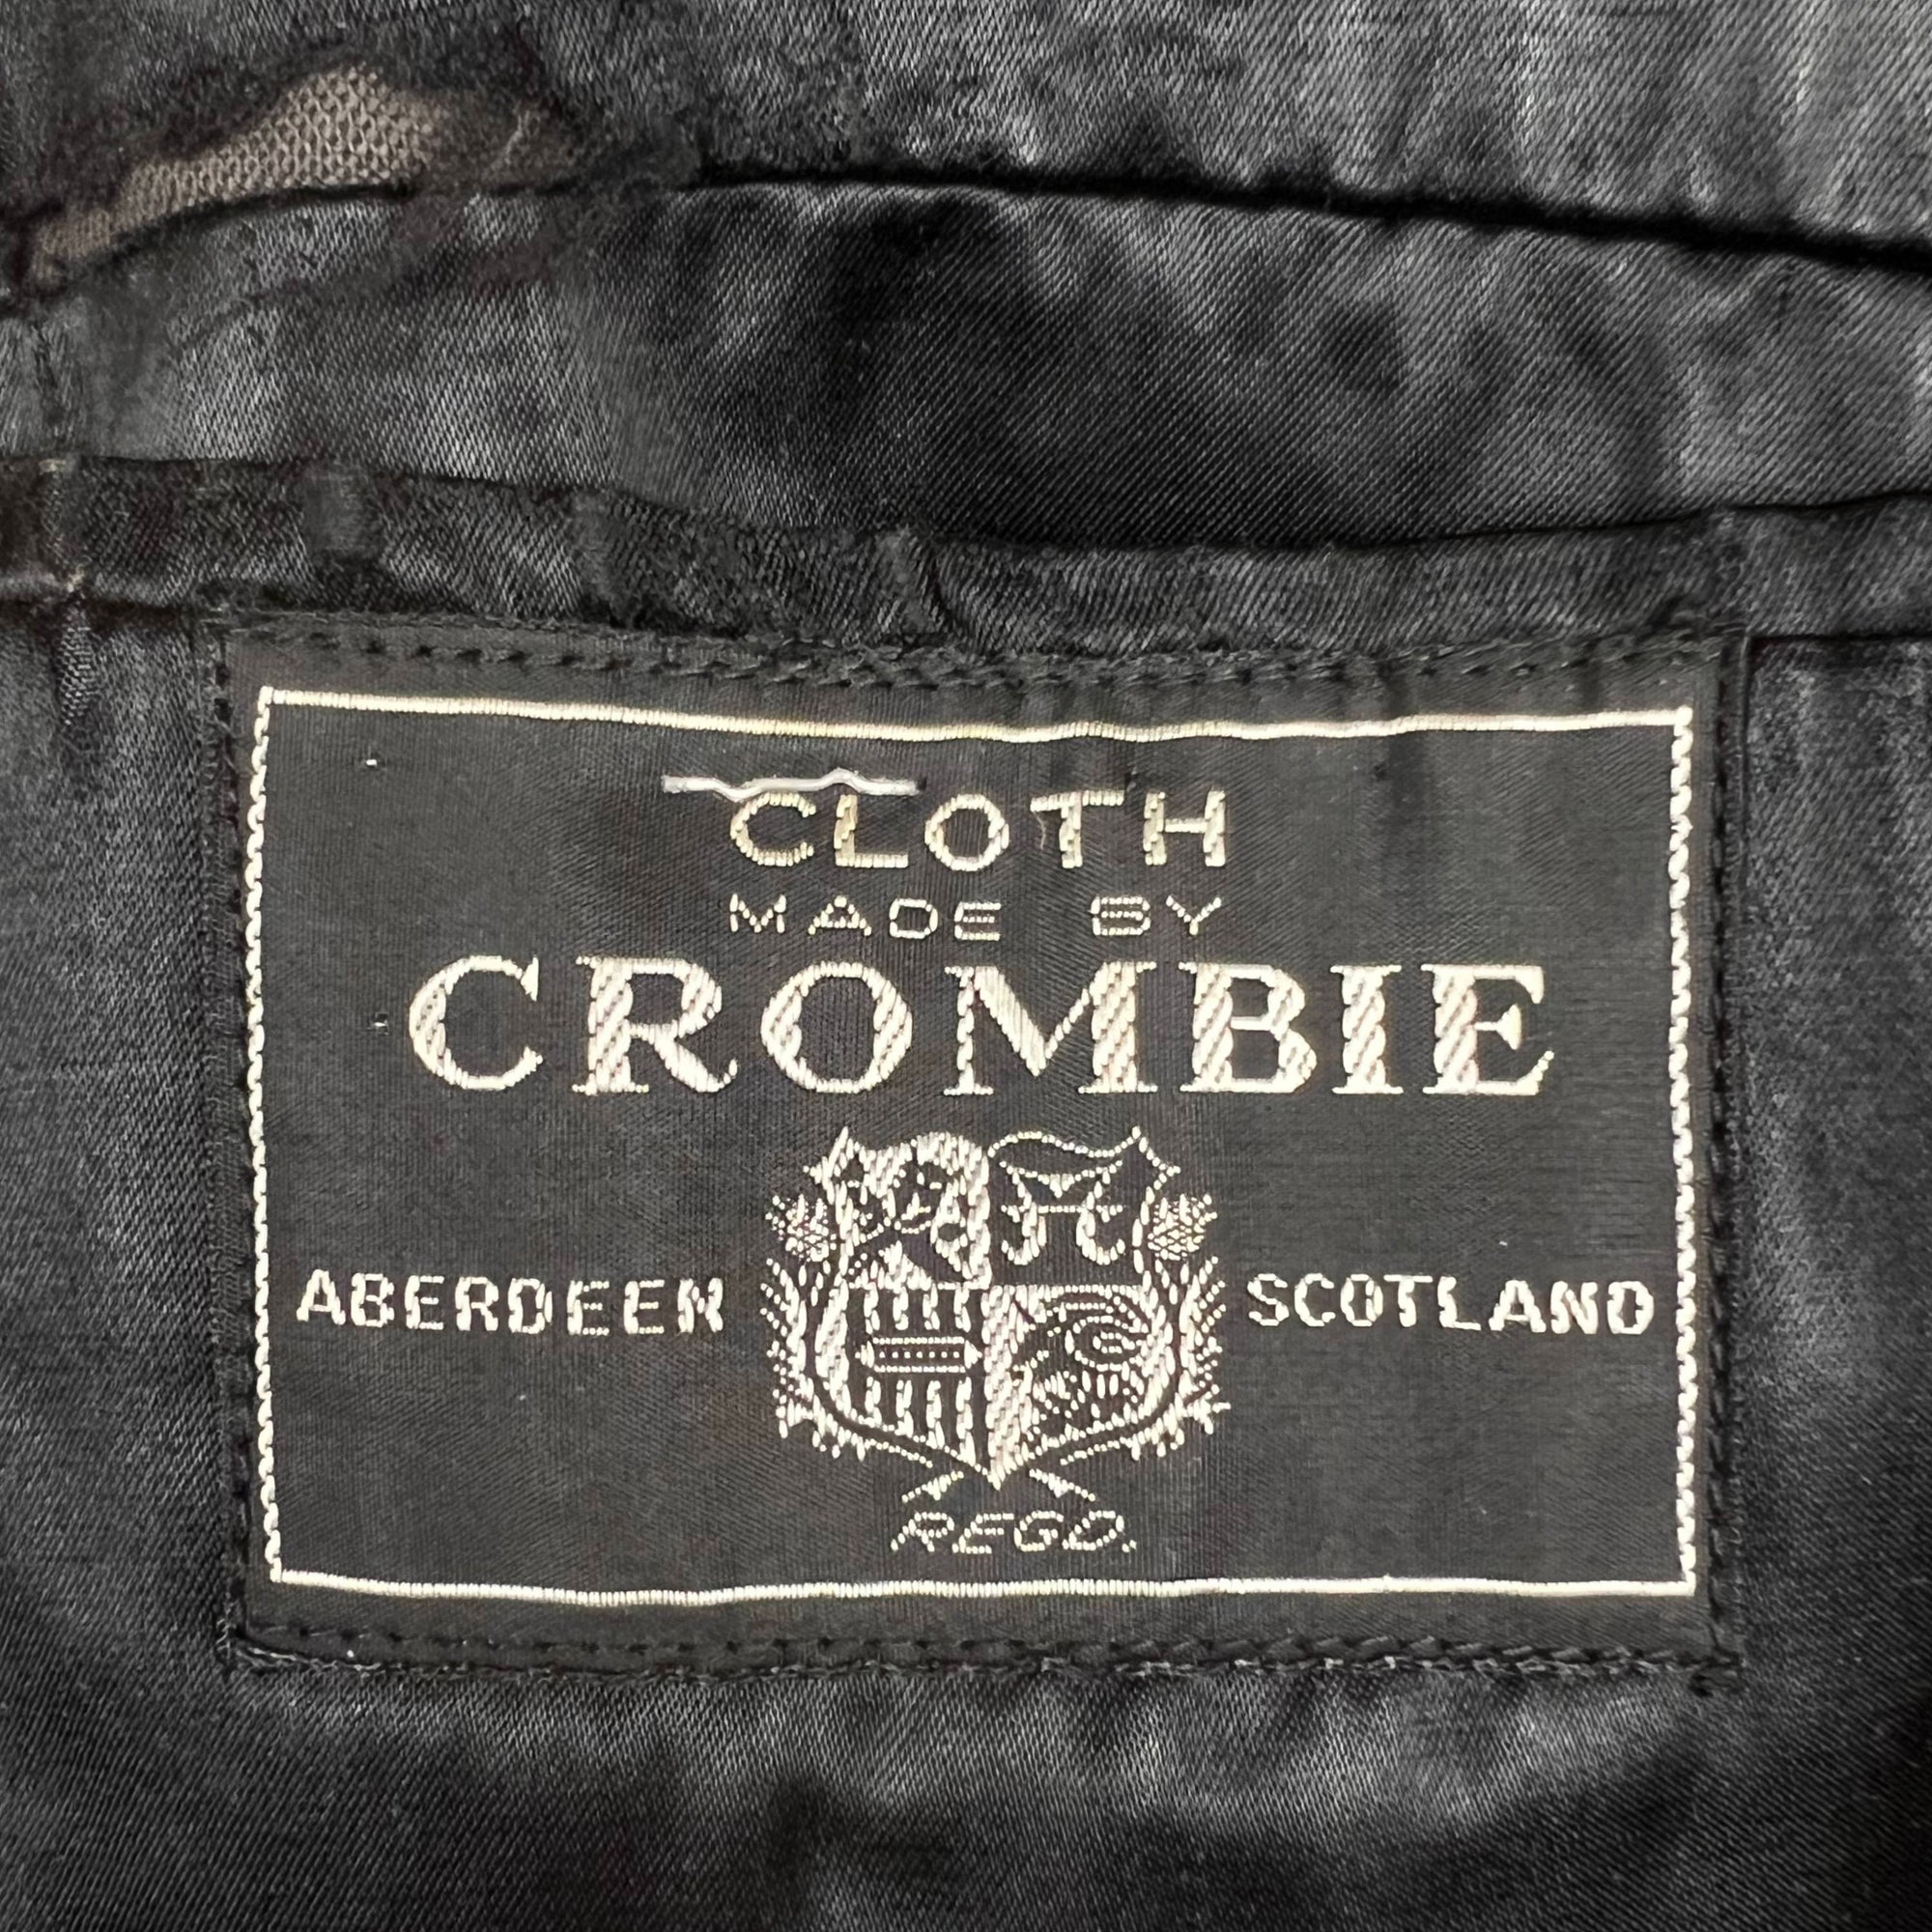 CLOTH
MADE BY
CROMBIE
ABERDEEN SCOTLAND
REGD.